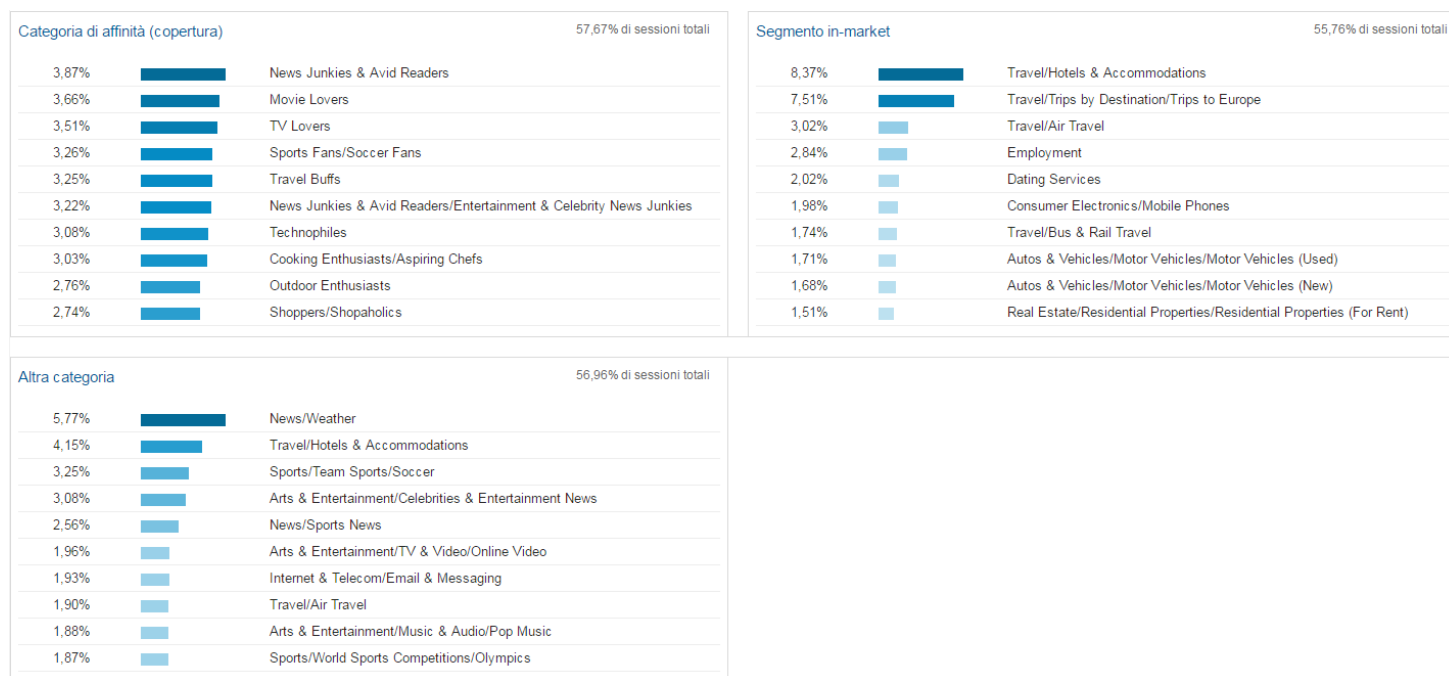 Categoria di affinità (copertura) 57,67% di sessioni totali
3,87% News Junkies & Avid Readers
3,66% Movie Lovers
3,51% TV Lovers
3,26% Sports Fans/Soccer Fans
3,25% Travel Buffs
3,22% News Junkies & Avid Readers/Entertainment & Celebrity News Junkies
3,08% Technophiles
3,03% Cooking Enthusiasts/Aspiring Chefs
2,76% Outdoor Enthusiasts
2,74% Shoppers/Shopaholics
Segmento in-market 55,76% di sessioni totali
8,37% Travel/Hotels & Accommodations
7,51% Travel/Trips by Destination/Trips to Europe
3,02% Travel/Air Travel
2,84% Employment
2,02% Dating Services
1,98% Consumer Electronics/Mobile Phones
1,74% Travel/Bus & Rail Travel
1,71% Autos & Vehicles/Motor Vehicles/Motor Vehicles (Used)
1,68% Autos & Vehicles/Motor Vehicles/Motor Vehicles (New)
1,51% Real Estate/Residential Properties/Residential Properties (For Rent)
Altra categoria 56,96% di sessioni totali
5,77% News/Weather
4,15% Travel/Hotels & Accommodations
3,25% Sports/Team Sports/Soccer
3,08% Arts & Entertainment/Celebrities & Entertainment News
2,56% News/Sports News
1,96% Arts & Entertainment/TV & Video/Online Video
1,93% Internet & Telecom/Email & Messaging
1,90% Travel/Air Travel
1,88% Arts & Entertainment/Music & Audio/Pop Music
1,87% Sports/World Sports Competitions/Olympics